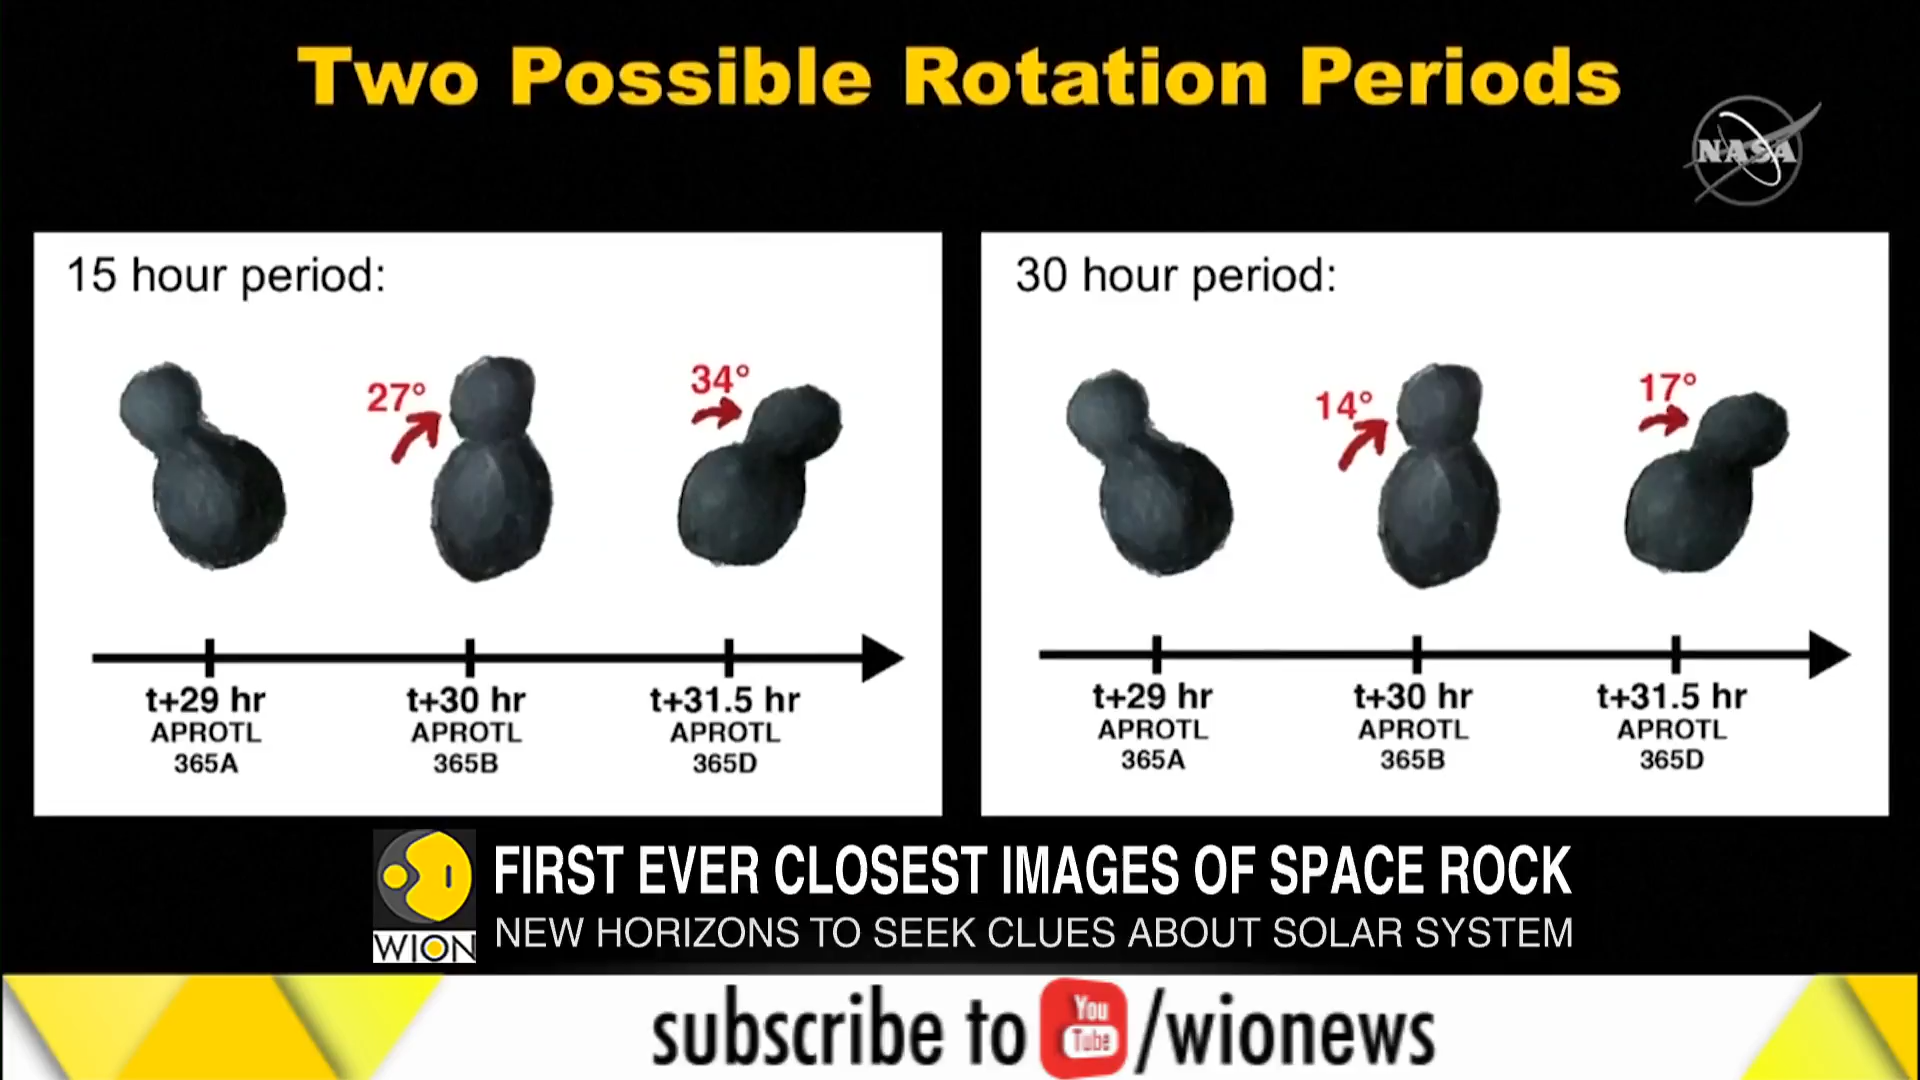 Two Possible Rotation Periods
NASA
15 hour period:
27°
34°
t+29 hr
APROTL
365A
t+30 hr
APROTL
365B
t+31.5 hr
APROTL
365D
30 hour period:
14°
17°
t+29 hr
APROTL
365A
t+30 hr
APROTL
365B
t+31.5 hr
APROTL
365D
WION
FIRST EVER CLOSEST IMAGES OF SPACE ROCK
NEW HORIZONS TO SEEK CLUES ABOUT SOLAR SYSTEM
subscribe to You Tube /wionews